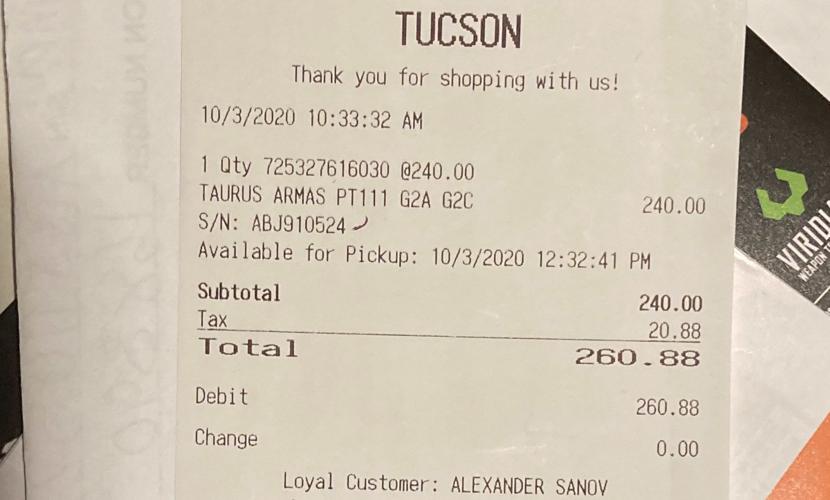 TUCSON
Thank you for shopping with us!
10/3/2020 10:33:32 AM
1 Qty 725327616030 @240.00
TAURUS ARMAS PT111 G2A G2C 240.00
S/N: ABJ910524
Available for Pickup: 10/3/2020 12:32:41 PM
Subtotal 240.00
Tax 20.88
Total 260.88
Debit 260.88
Change 0.00
Loyal Customer: ALEXANDER SANOV
VIRIDI
WEAPON